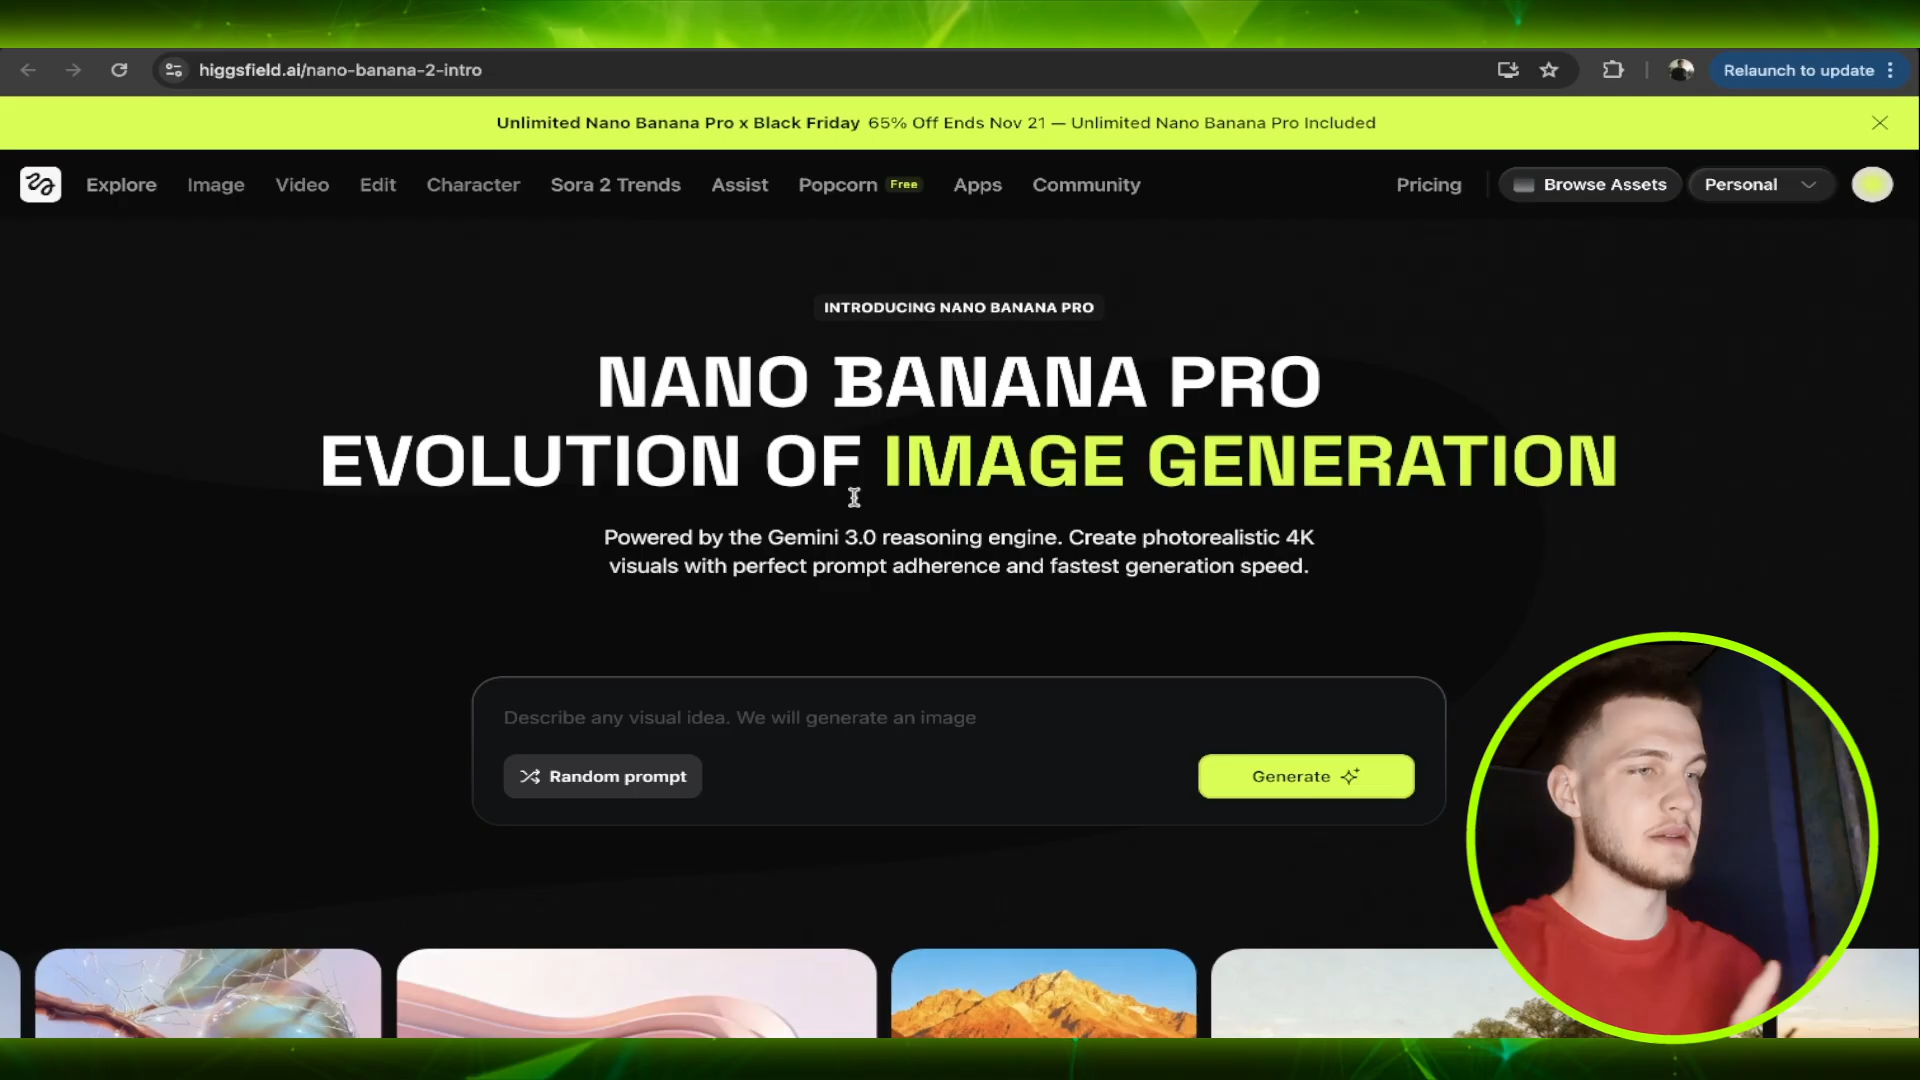 higgsfield.ai/nano-banana-2-intro
Relaunch to update
Unlimited Nano Banana Pro x Black Friday 65% Off Ends Nov 21 — Unlimited Nano Banana Pro Included
Explore Image Video Edit Character Sora 2 Trends Assist Popcorn Free Apps Community Pricing Browse Assets Personal
INTRODUCING NANO BANANA PRO
NANO BANANA PRO
EVOLUTION OF IMAGE GENERATION
Powered by the Gemini 3.0 reasoning engine. Create photorealistic 4K
visuals with perfect prompt adherence and fastest generation speed.
Describe any visual idea. We will generate an image
Random prompt Generate